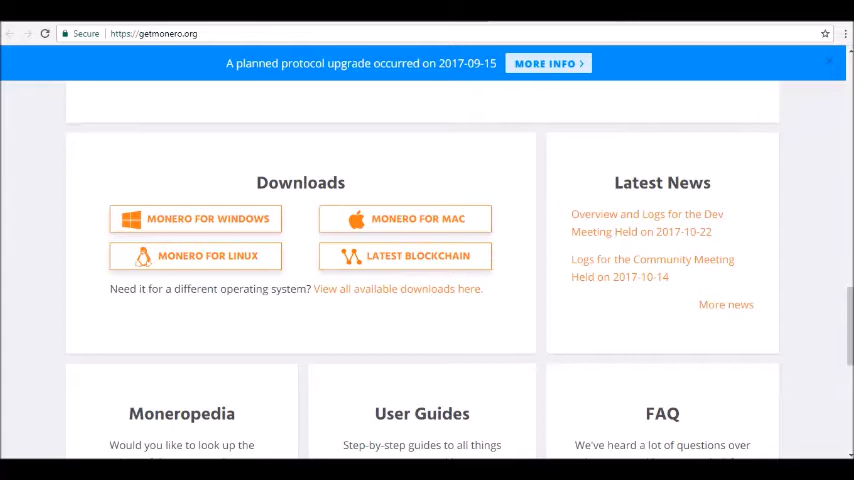 Secure | https://getmonero.org
A planned protocol upgrade occurred on 2017-09-15 MORE INFO >
Downloads
MONERO FOR WINDOWS
MONERO FOR MAC
MONERO FOR LINUX
LATEST BLOCKCHAIN
Need it for a different operating system? View all available downloads here.
Latest News
Overview and Logs for the Dev
Meeting Held on 2017-10-22
Logs for the Community Meeting
Held on 2017-10-14
More news
Moneropedia
Would you like to look up the
User Guides
Step-by-step guides to all things
FAQ
We've heard a lot of questions over